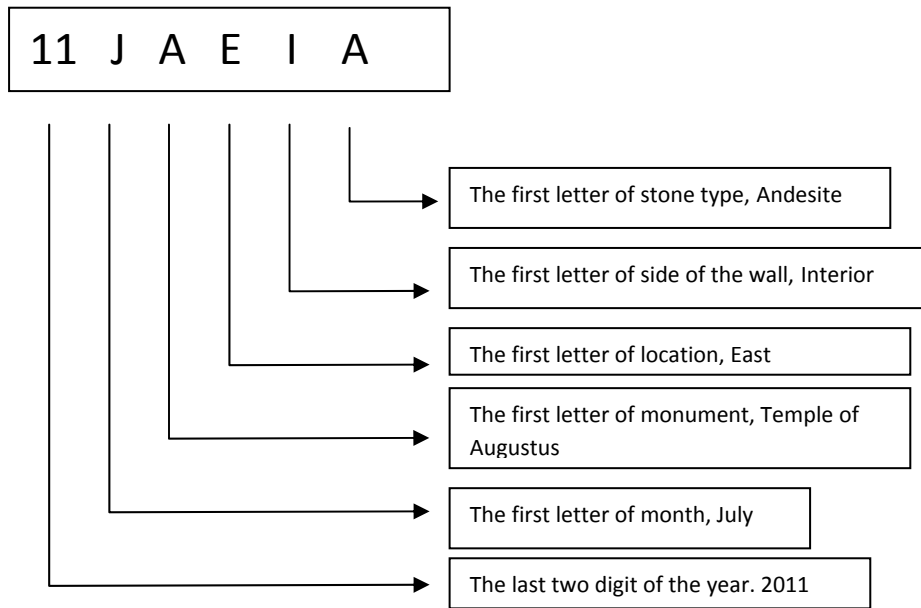 11 J A E I A
The first letter of stone type, Andesite
The first letter of side of the wall, Interior
The first letter of location, East
The first letter of monument, Temple of
Augustus
The first letter of month, July
The last two digit of the year. 2011